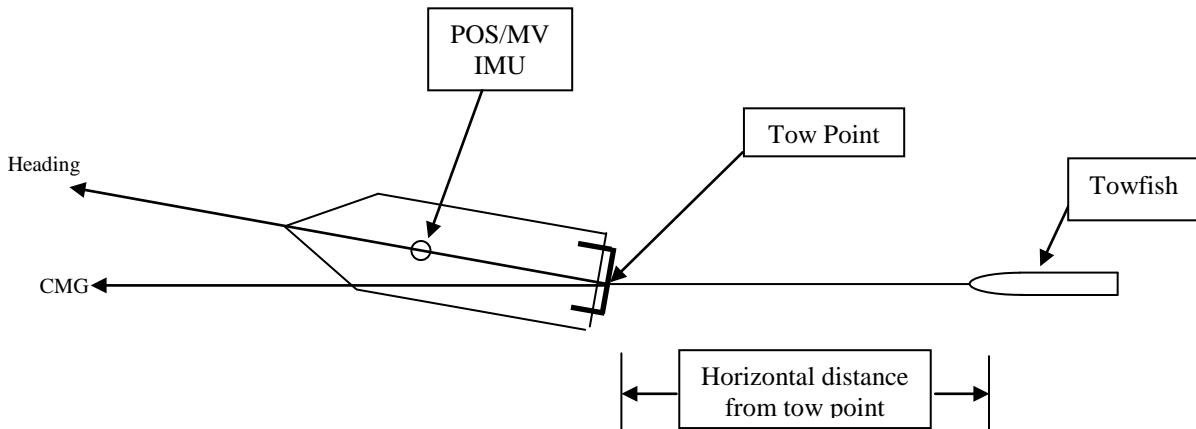 POS/MV
IMU
Tow Point
Heading
Towfish
CMG
Horizontal distance
from tow point